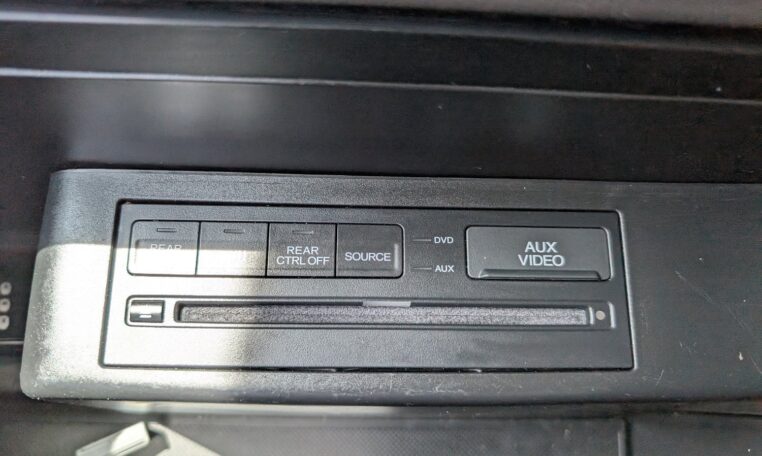 REAR
REAR
CTRL OFF
SOURCE
DVD
AUX
AUX
VIDEO